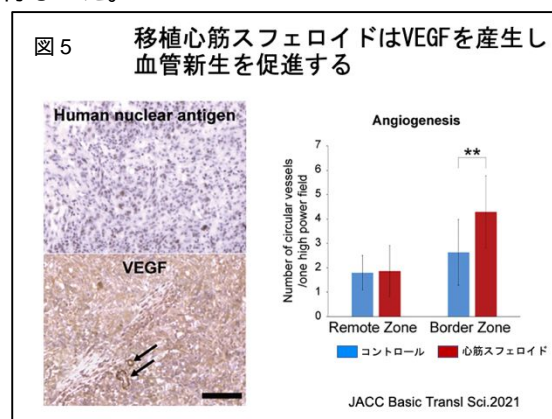 図5
移植心筋スフェロイドはVEGFを産生し
血管新生を促進する
Human nuclear antigen
VEGF
Angiogenesis
Number of circular vessels
/one high power field
7
6
5
4
3
2
1
0
**
Remote Zone
Border Zone
コントロール
心筋スフェロイド
JACC Basic Transl Sci.2021